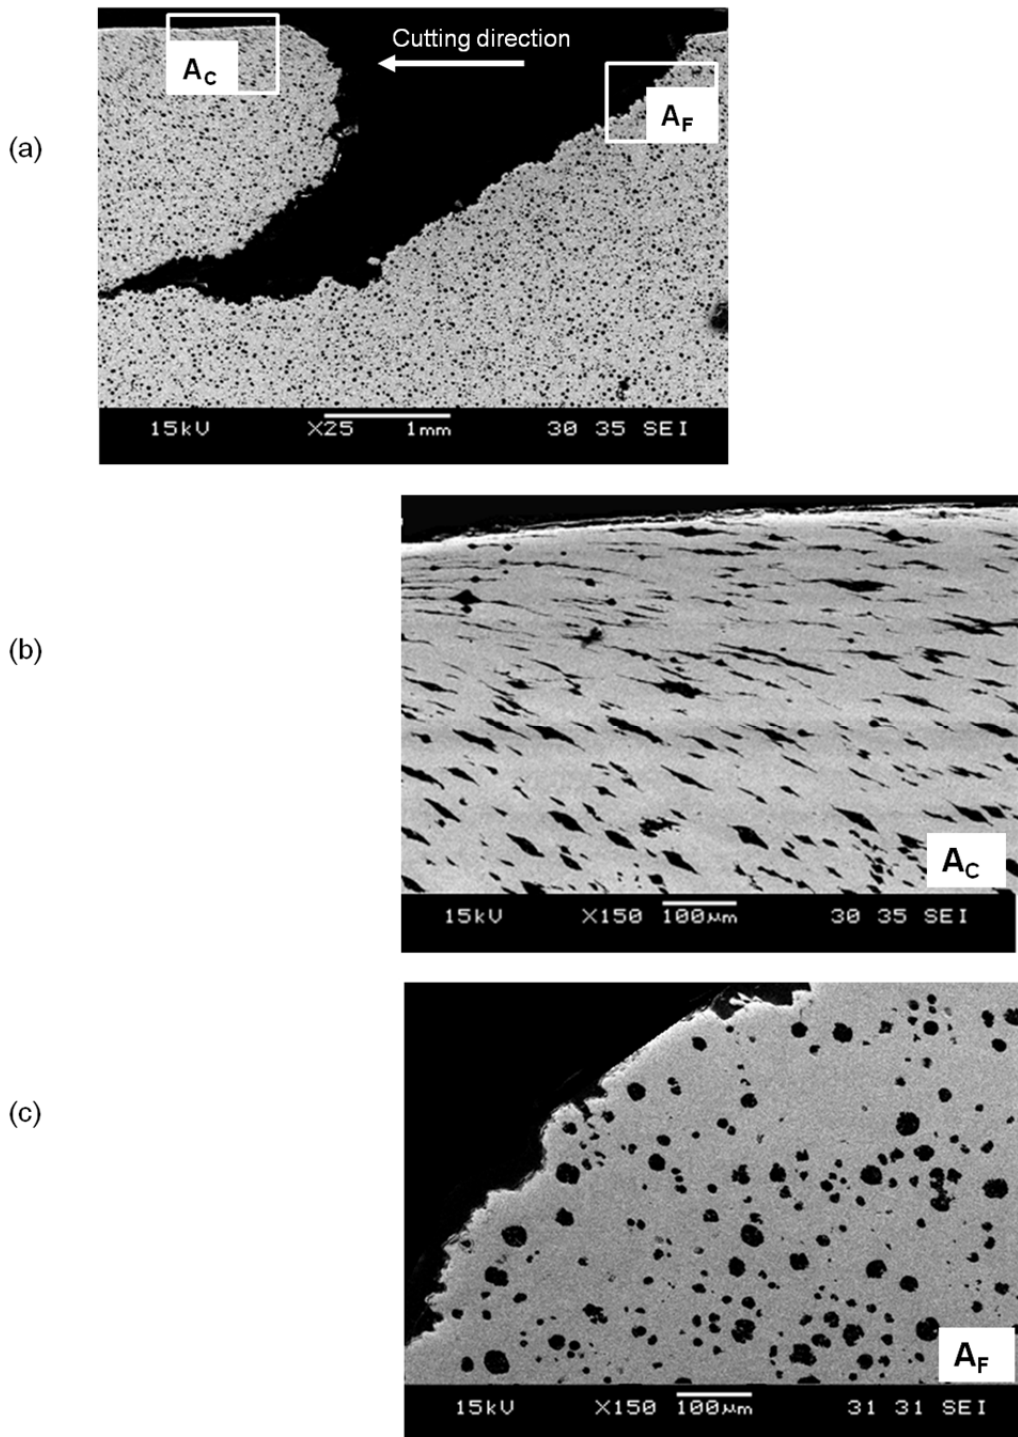 (a)
Cutting direction
AC
AF
15kV X25 1mm 30 35 SEI
(b)
AC
15kV X150 100μm 30 35 SEI
(c)
AF
15kV X150 100μm 31 31 SEI